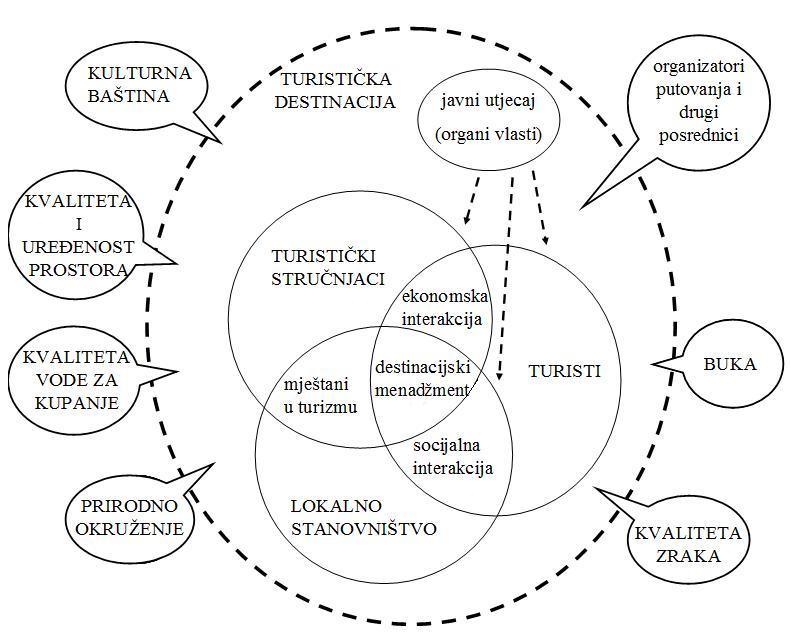 KULTURNA
BAŠTINA
TURISTIČKA
DESTINACIJA
javni utjecaj
(organi vlasti)
organizatori
putovanja i
drugi
posrednici
KVALITETA
I
UREĐENOST
PROSTORA
TURISTIČKI
STRUČNJACI
ekonomska
interakcija
KVALITETA
VODE ZA
KUPANJE
mještani
u turizmu
destinacijski
menadžment
TURISTI
BUKA
socijalna
interakcija
PRIRODNO
OKRUŽENJE
LOKALNO
STANOVNIŠTVO
KVALITETA
ZRAKA